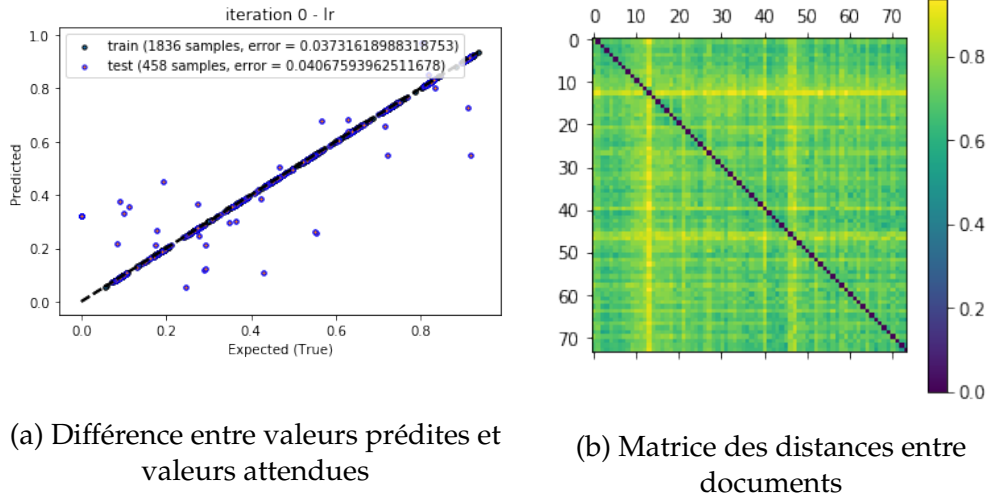 iteration 0 - lr
train (1836 samples, error = 0.03731618988318753)
test (458 samples, error = 0.04067593962511678)
1.0
0.8
0.6
0.4
0.2
0.0
Predicted
0.0 0.2 0.4 0.6 0.8
Expected (True)
(a) Différence entre valeurs prédites et
valeurs attendues
0 10 20 30 40 50 60 70
0
10
20
30
40
50
60
70
0.8
0.6
0.4
0.2
0.0
(b) Matrice des distances entre
documents